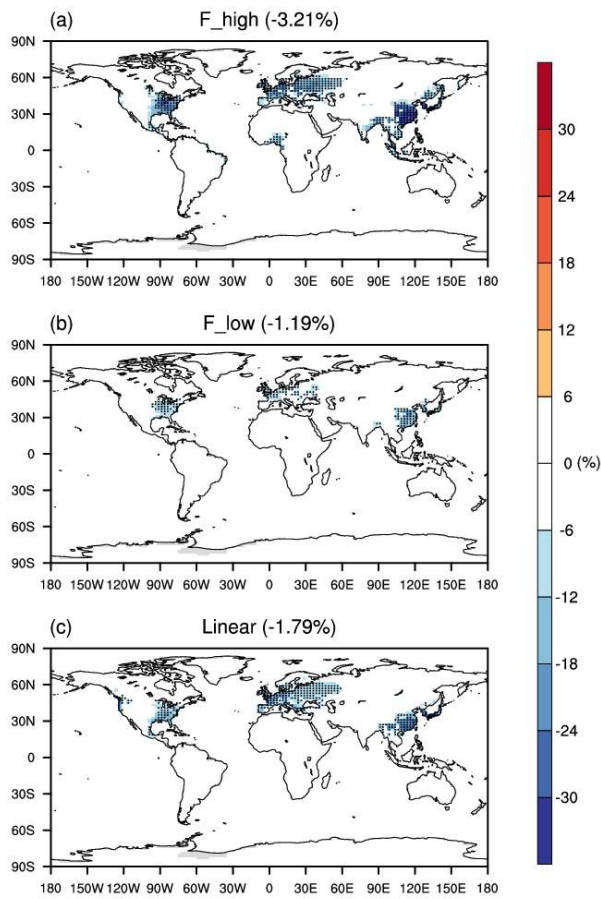 (a) F_high (-3.21%)
90N
60N
30N
0
30S
60S
90S
180 150W 120W 90W 60W 30W 0 30E 60E 90E 120E 150E 180
(b) F_low (-1.19%)
90N
60N
30N
0
30S
60S
90S
180 150W 120W 90W 60W 30W 0 30E 60E 90E 120E 150E 180
(c) Linear (-1.79%)
90N
60N
30N
0
30S
60S
90S
180 150W 120W 90W 60W 30W 0 30E 60E 90E 120E 150E 180
30
24
18
12
6
0 (%)
-6
-12
-18
-24
-30